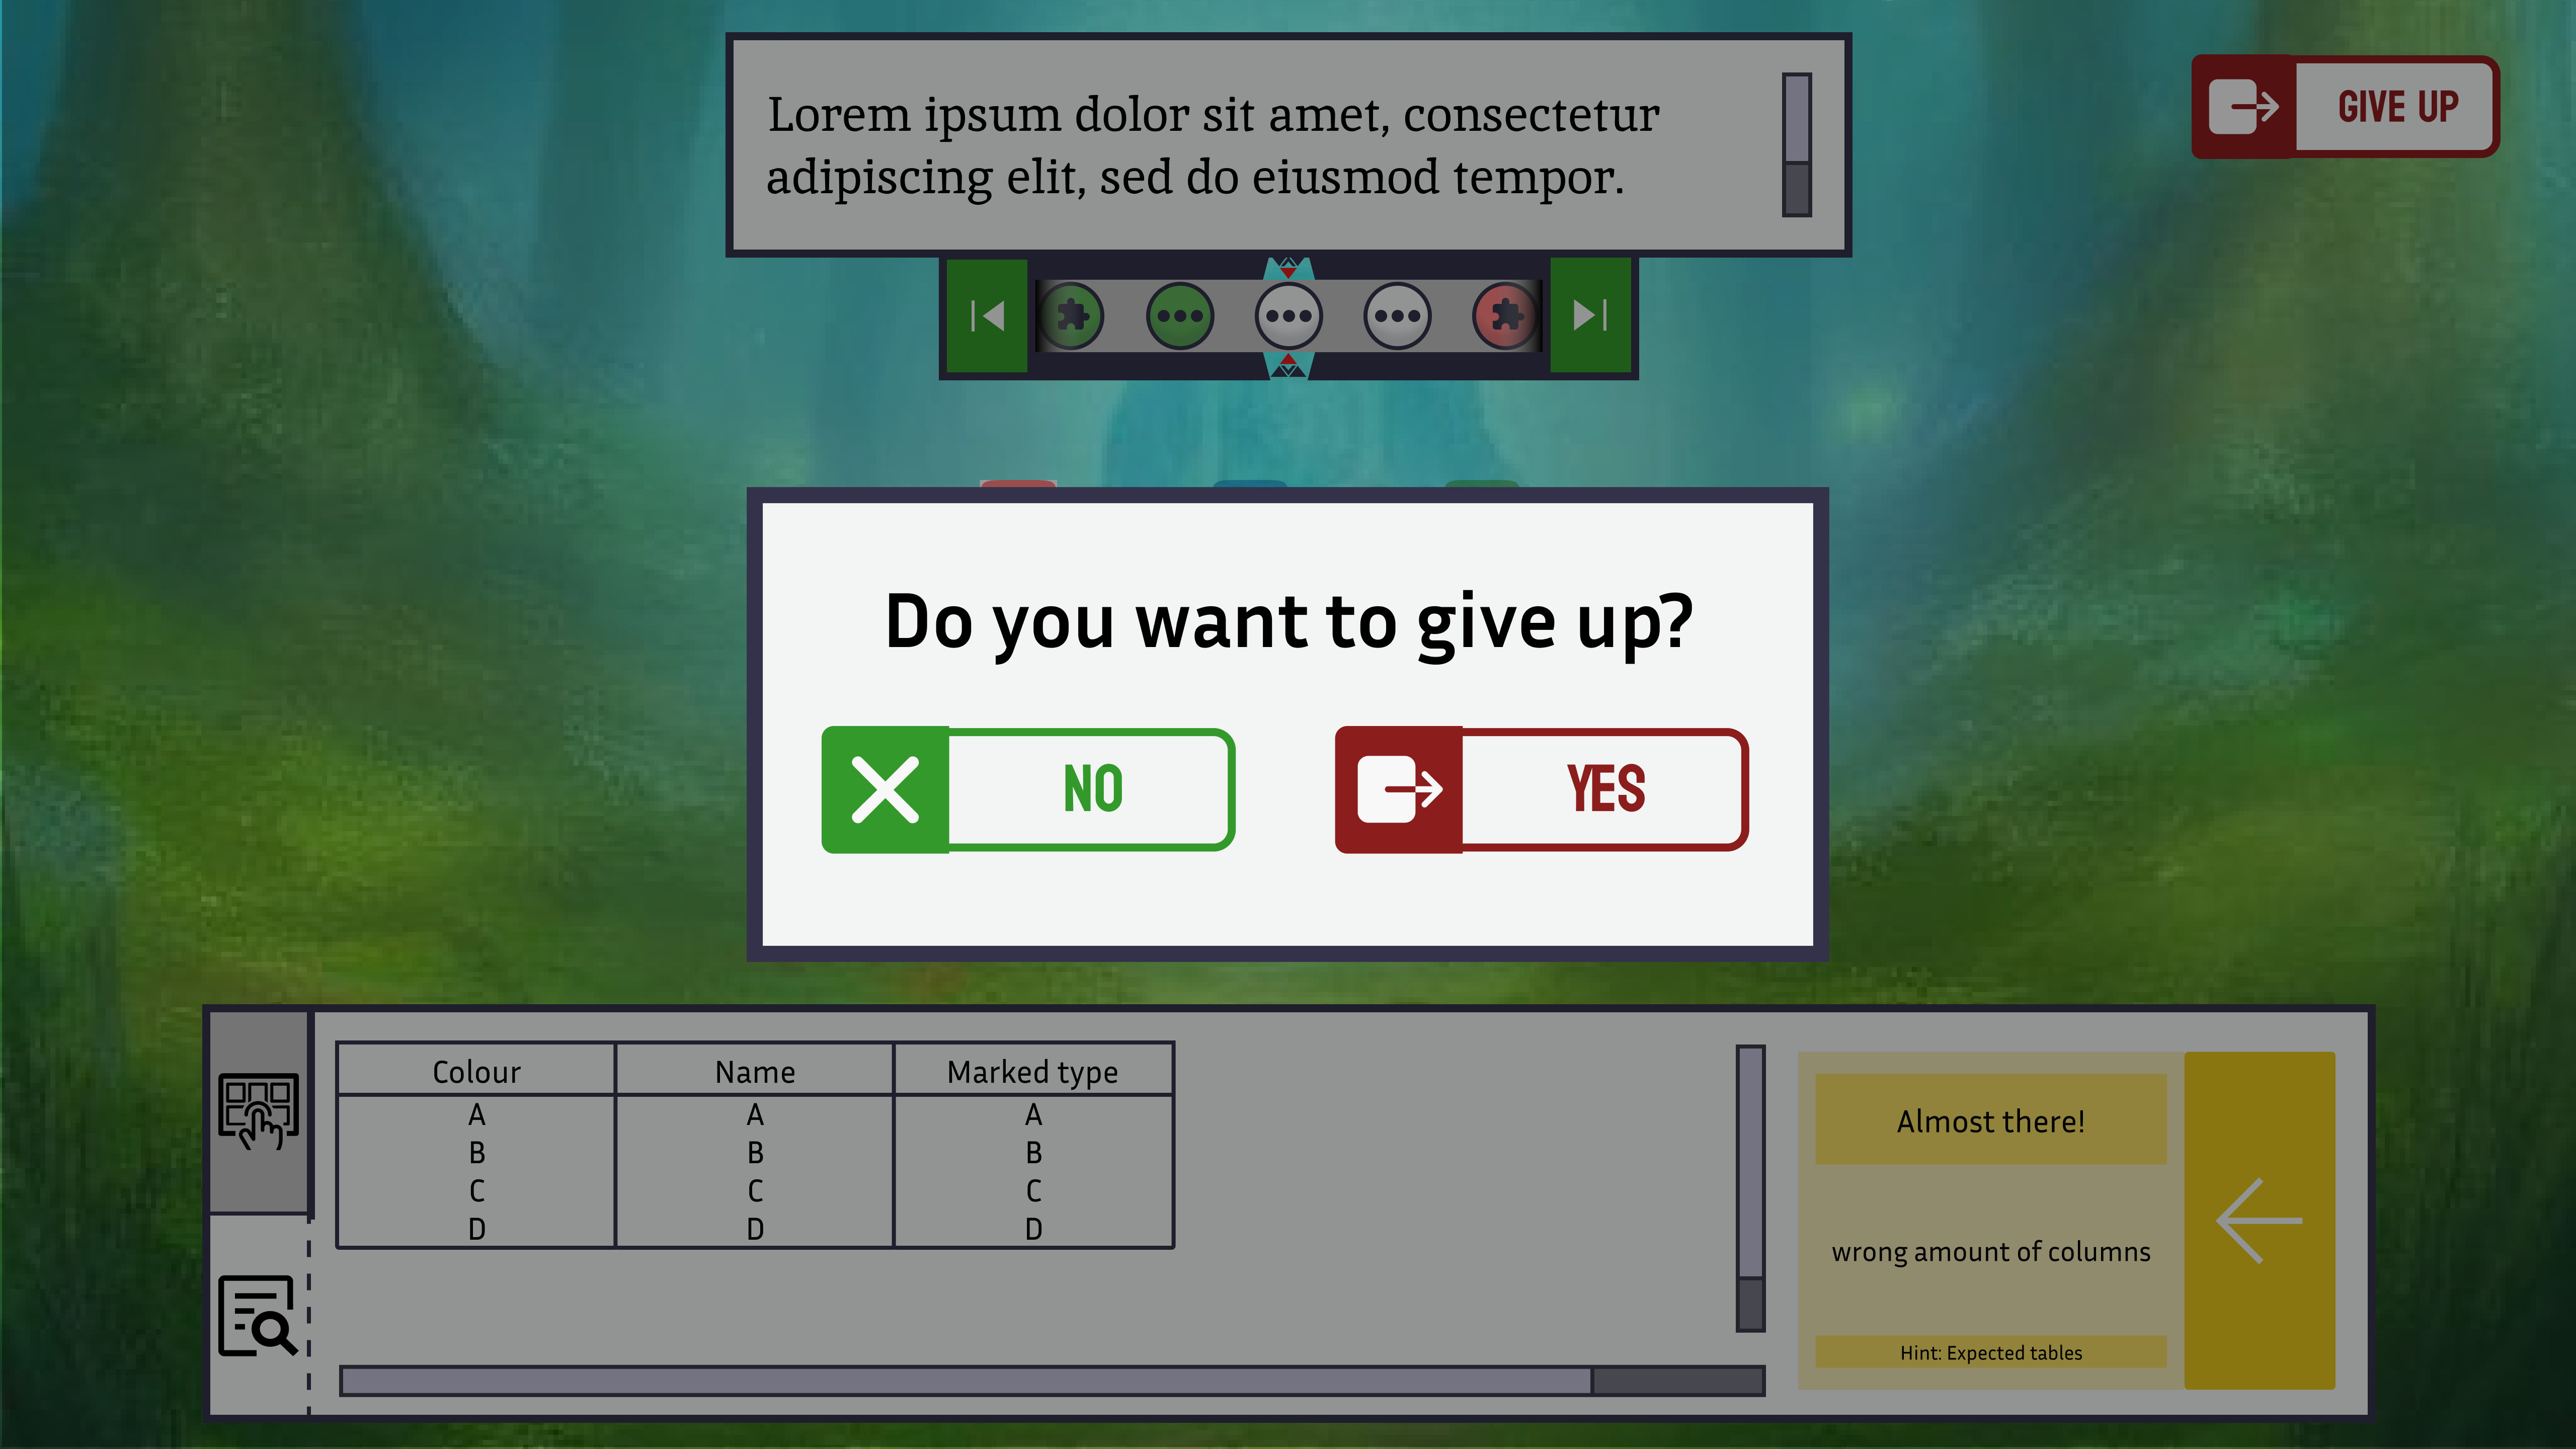 Lorem ipsum dolor sit amet, consectetur
adipiscing elit, sed do eiusmod tempor.
GIVE UP
Do you want to give up?
NO
YES
Colour Name Marked type
A A A
B B B
C C C
D D D
Almost there!
wrong amount of columns
Hint: Expected tables